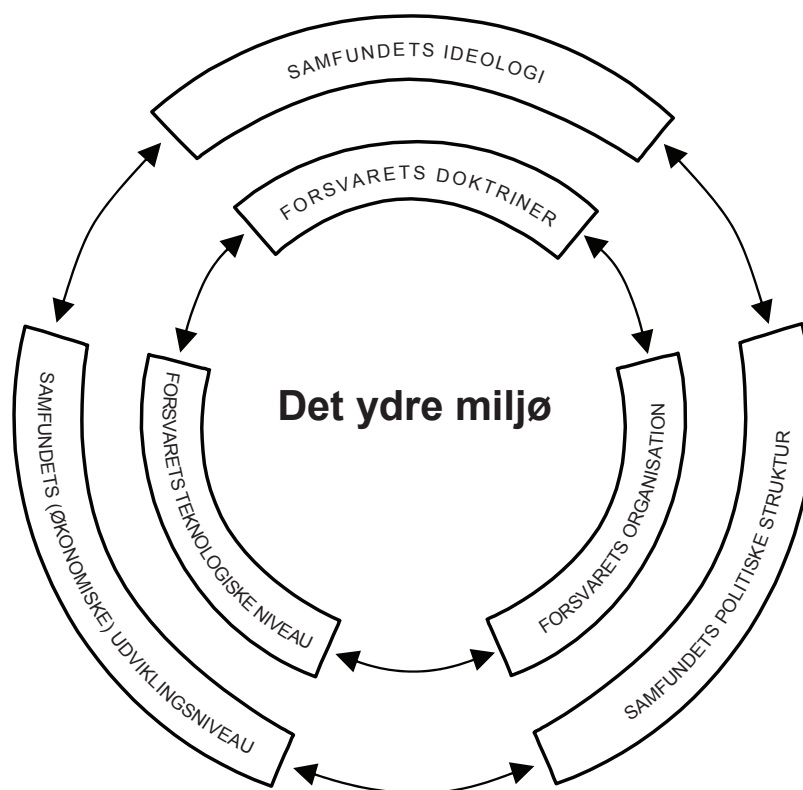 SAMFUNDETS IDEOLOGI
FORSVARETS DOKTRINER
Det ydre miljø
SAMFUNDETS (ØKONOMISKE) UDVIKLINGSNIVEAU
FORSVARETS TEKNOLOGISKE NIVEAU
FORSVARETS ORGANISATION
SAMFUNDETS POLITISKE STRUKTUR